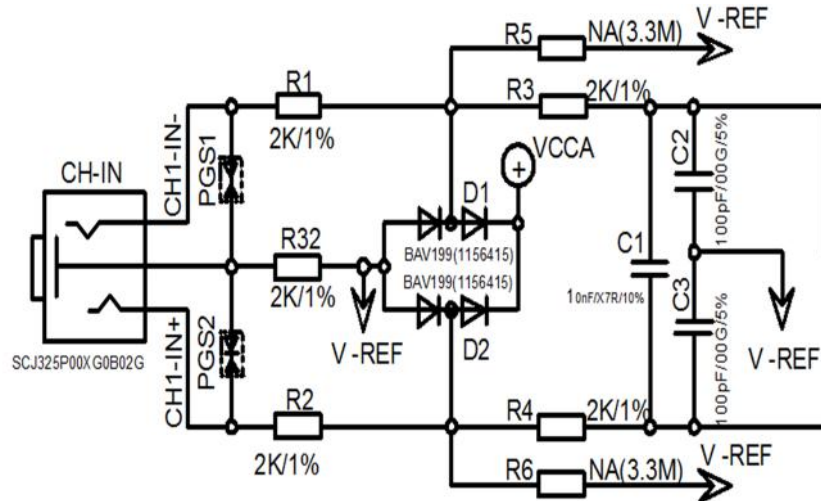 R5
NA(3.3M)
V -REF
R1
2K/1%
R3
2K/1%
CH1-IN-
PGS1
CH-IN
VCCA
D1
C2
100pF/00G/5%
BAV199(1156415)
R32
2K/1%
BAV199(1156415)
C1
10nF/X7R/10%
V -REF
D2
C3
100pF/00G/5%
V -REF
SCJ325P00XG0B02G
CH1-IN+
PGS2
R2
2K/1%
R4
2K/1%
R6
NA(3.3M)
V -REF